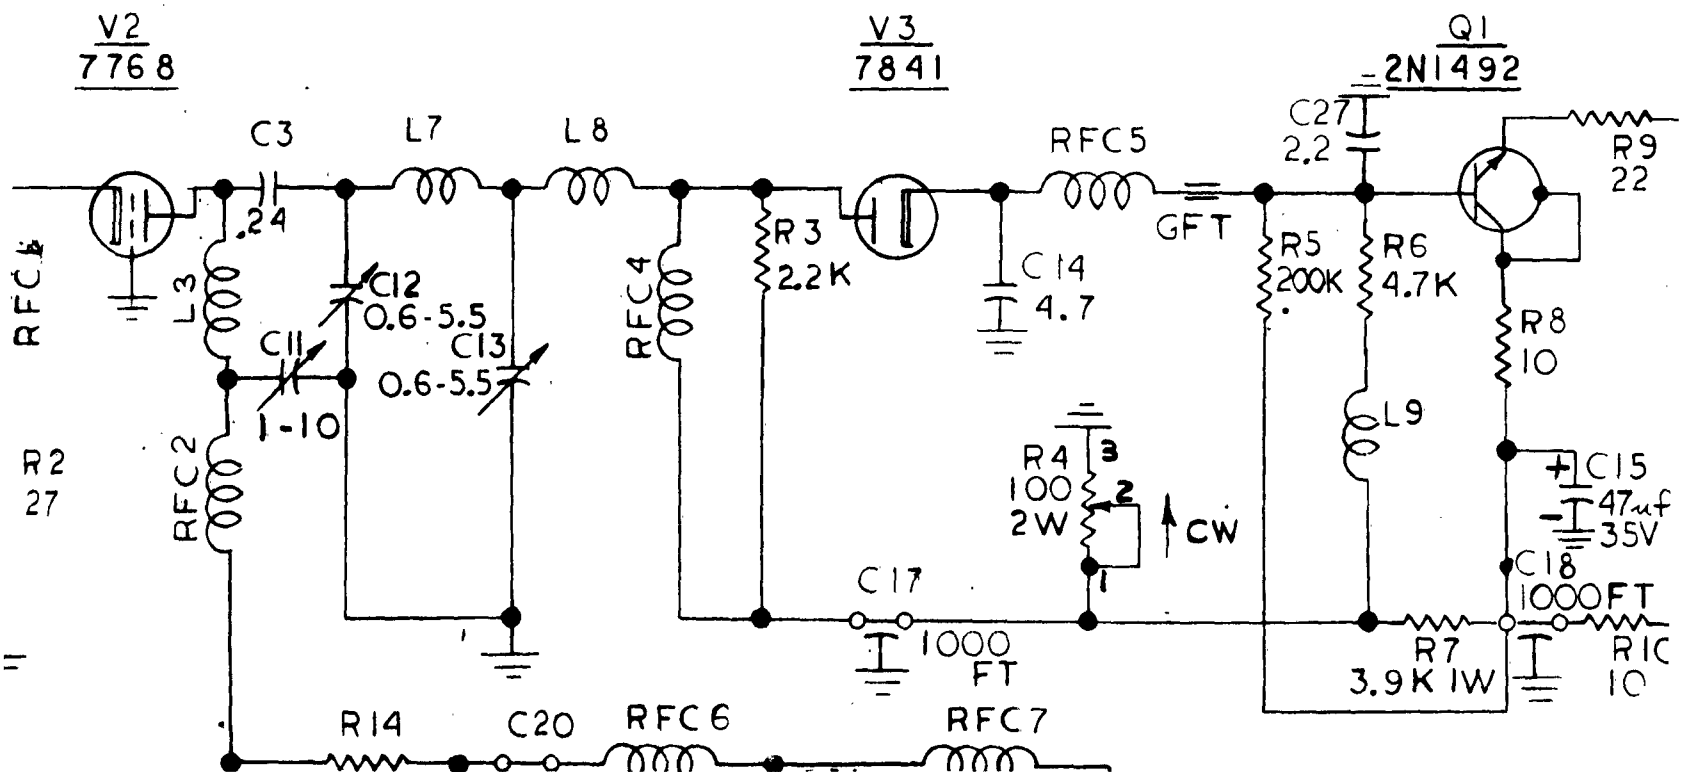 V2
7768
V3
7841
Q1
2N1492
C3
.24
L7
L8
RFC5
C27
2.2
R9
22
GFT
R3
2.2K
C14
4.7
R5
200K
R6
4.7K
L3
C12
0.6-5.5
C11
1-10
C13
0.6-5.5
RFC4
R8
10
L9
R2
27
RFC2
R4
100
2W
3
2
1
CW
+
C15
47uf
-
35V
C17
1000
FT
C18
1000FT
R7
3.9K 1W
R10
10
R14
C20
RFC6
RFC7